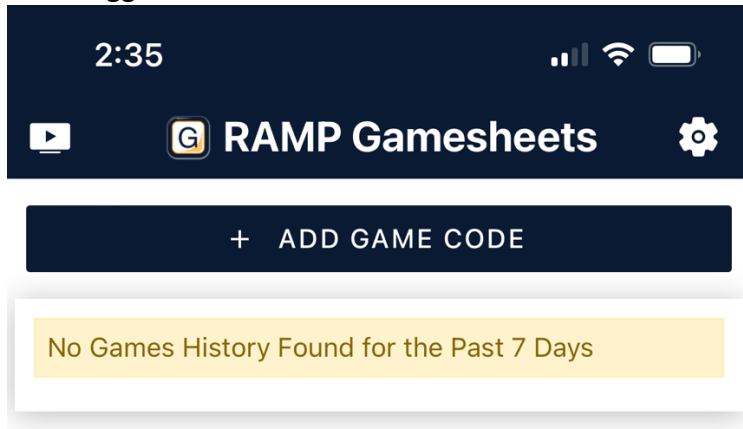 2:35
G RAMP Gamesheets
+ ADD GAME CODE
No Games History Found for the Past 7 Days